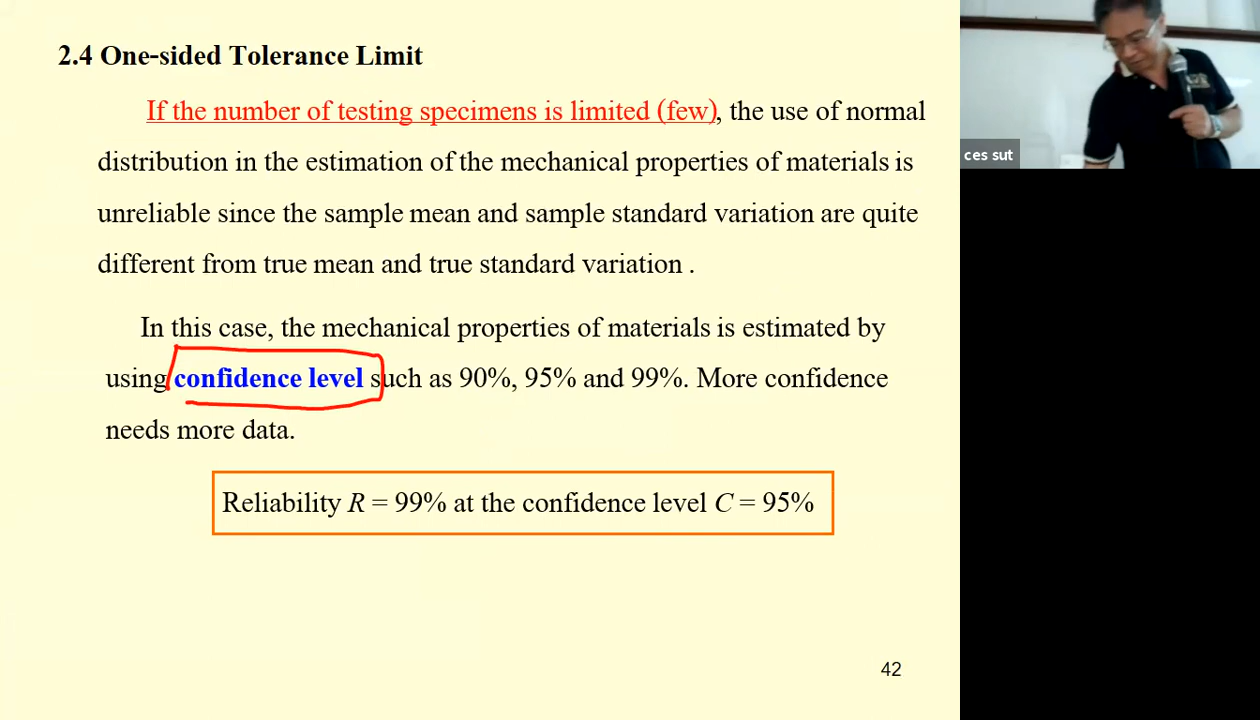 2.4 One-sided Tolerance Limit
If the number of testing specimens is limited (few), the use of normal
distribution in the estimation of the mechanical properties of materials is
unreliable since the sample mean and sample standard variation are quite
different from true mean and true standard variation .
In this case, the mechanical properties of materials is estimated by
using confidence level such as 90%, 95% and 99%. More confidence
needs more data.
Reliability R = 99% at the confidence level C = 95%
42
ces sut